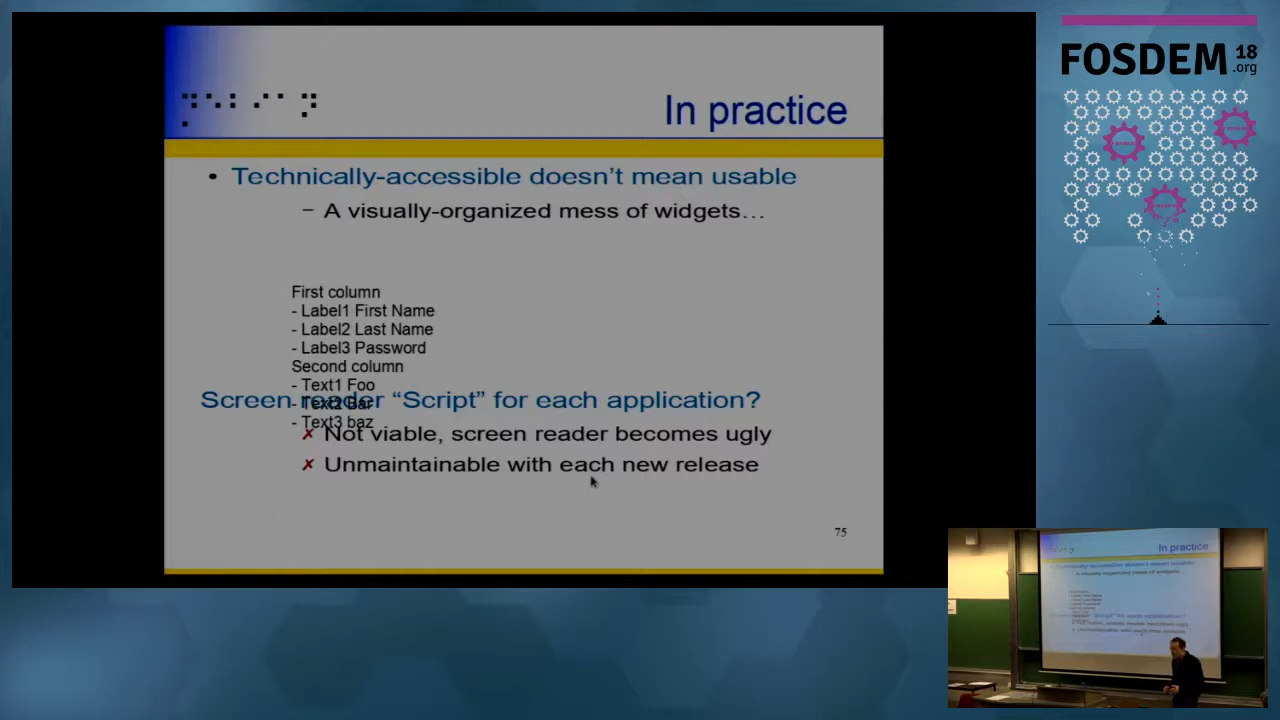 FOSDEM 18
.org
⠝⠑⠃⠊⠁⠝
In practice
• Technically-accessible doesn’t mean usable
– A visually-organized mess of widgets…
First column
- Label1 First Name
- Label2 Last Name
- Label3 Password
Second column
- Text1 Foo
Screen reader “Script” for each application?
- Text2 Bar
- Text3 baz
✗ Not viable, screen reader becomes ugly
✗ Unmaintainable with each new release
75
In practice